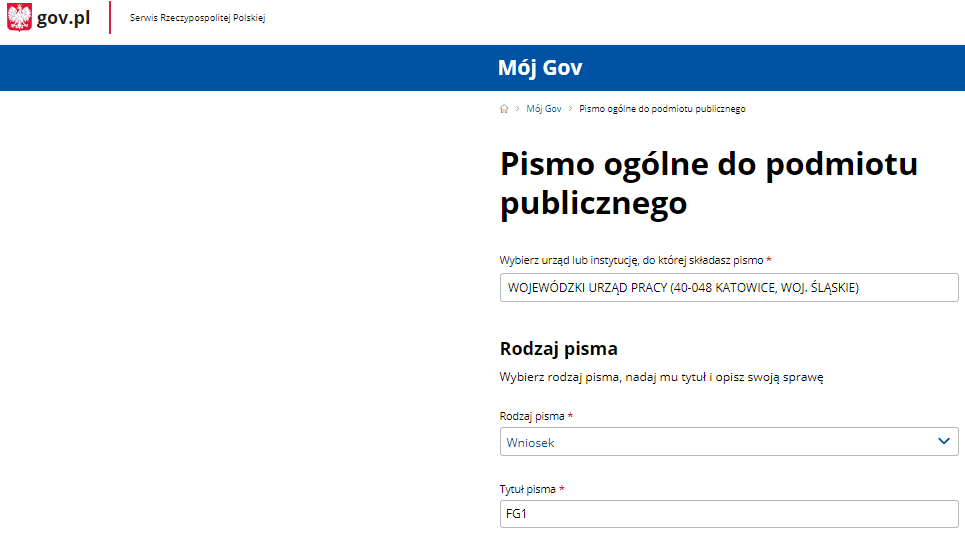 gov.pl
Serwis Rzeczypospolitej Polskiej
Mój Gov
Mój Gov > Pismo ogólne do podmiotu publicznego
Pismo ogólne do podmiotu
publicznego
Wybierz urząd lub instytucję, do której składasz pismo *
WOJEWÓDZKI URZĄD PRACY (40-048 KATOWICE, WOJ. ŚLĄSKIE)
Rodzaj pisma
Wybierz rodzaj pisma, nadaj mu tytuł i opisz swoją sprawę
Rodzaj pisma *
Wniosek
Tytuł pisma *
FG1